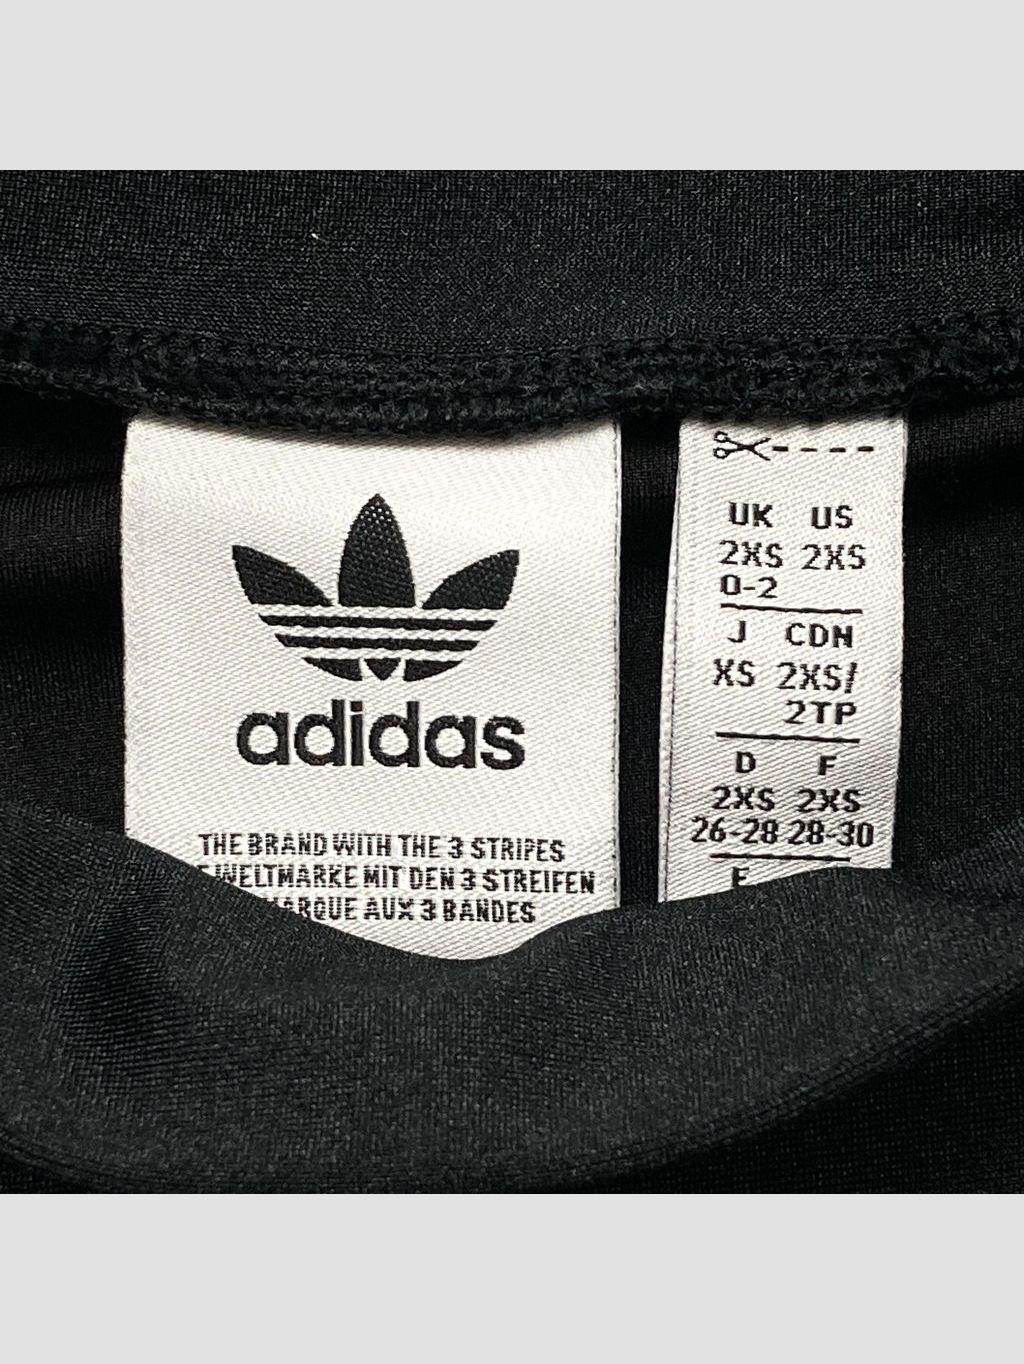 adidas
THE BRAND WITH THE 3 STRIPES
WELTMARKE MIT DEN 3 STREIFEN
MARQUE AUX 3 BANDES
UK US
2XS 2XS
0-2
J CDN
XS 2XS/
2TP
D F
2XS 2XS
26-28 28-30